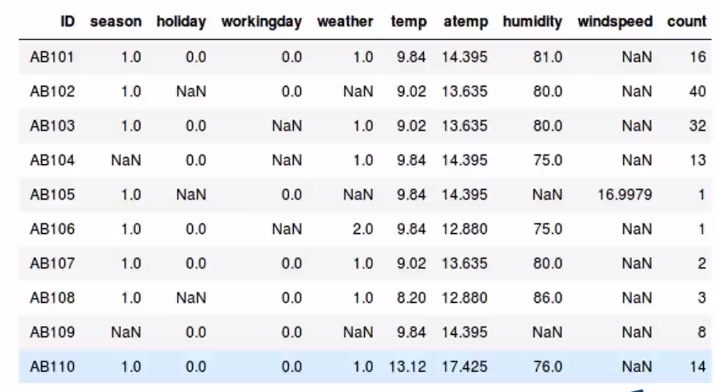 ID season holiday workingday weather temp atemp humidity windspeed count
AB101 1.0 0.0 0.0 1.0 9.84 14.395 81.0 NaN 16
AB102 1.0 NaN 0.0 NaN 9.02 13.635 80.0 NaN 40
AB103 1.0 0.0 NaN 1.0 9.02 13.635 80.0 NaN 32
AB104 NaN 0.0 NaN 1.0 9.84 14.395 75.0 NaN 13
AB105 1.0 NaN 0.0 NaN 9.84 14.395 NaN 16.9979 1
AB106 1.0 0.0 NaN 2.0 9.84 12.880 75.0 NaN 1
AB107 1.0 0.0 0.0 1.0 9.02 13.635 80.0 NaN 2
AB108 1.0 NaN 0.0 1.0 8.20 12.880 86.0 NaN 3
AB109 NaN 0.0 0.0 NaN 9.84 14.395 NaN NaN 8
AB110 1.0 0.0 0.0 1.0 13.12 17.425 76.0 NaN 14